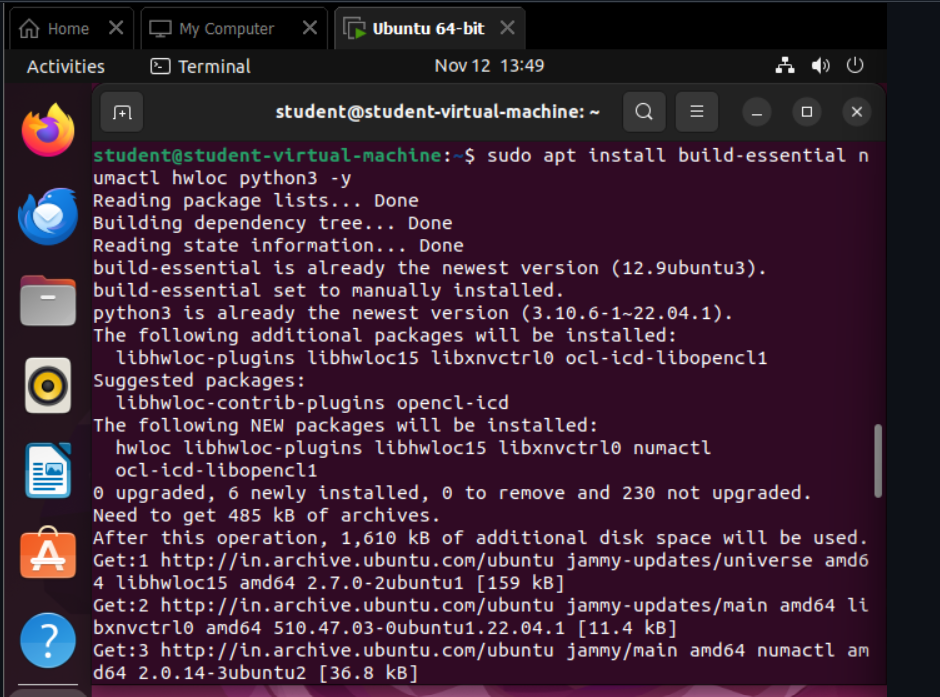 Home
My Computer
Ubuntu 64-bit
Activities
Terminal
Nov 12 13:49
student@student-virtual-machine: ~
student@student-virtual-machine:~$ sudo apt install build-essential n
umactl hwloc python3 -y
Reading package lists... Done
Building dependency tree... Done
Reading state information... Done
build-essential is already the newest version (12.9ubuntu3).
build-essential set to manually installed.
python3 is already the newest version (3.10.6-1~22.04.1).
The following additional packages will be installed:
  libhwloc-plugins libhwloc15 libxnvctrl0 ocl-icd-libopencl1
Suggested packages:
  libhwloc-contrib-plugins opencl-icd
The following NEW packages will be installed:
  hwloc libhwloc-plugins libhwloc15 libxnvctrl0 numactl
  ocl-icd-libopencl1
0 upgraded, 6 newly installed, 0 to remove and 230 not upgraded.
Need to get 485 kB of archives.
After this operation, 1,610 kB of additional disk space will be used.
Get:1 http://in.archive.ubuntu.com/ubuntu jammy-updates/universe amd6
4 libhwloc15 amd64 2.7.0-2ubuntu1 [159 kB]
Get:2 http://in.archive.ubuntu.com/ubuntu jammy-updates/main amd64 li
bxnvctrl0 amd64 510.47.03-0ubuntu1.22.04.1 [11.4 kB]
Get:3 http://in.archive.ubuntu.com/ubuntu jammy/main amd64 numactl am
d64 2.0.14-3ubuntu2 [36.8 kB]